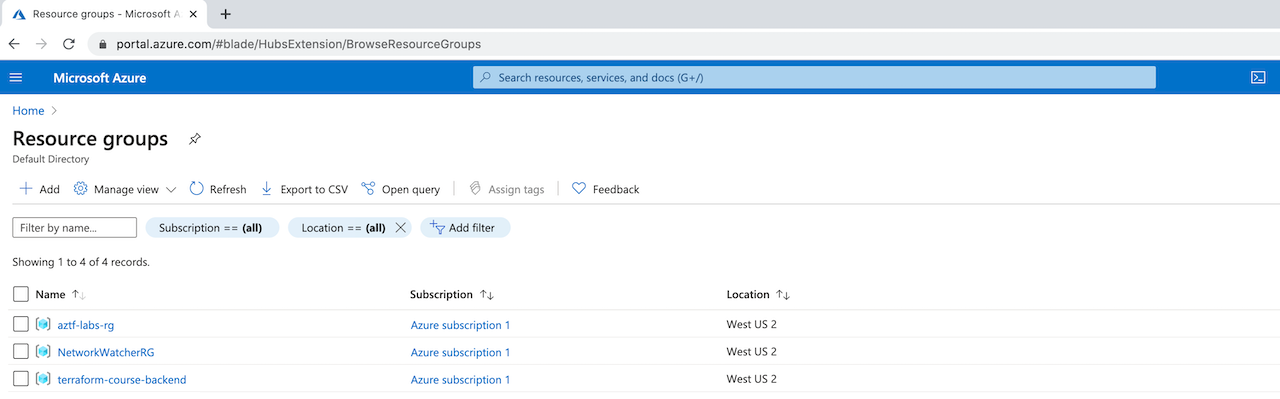 Resource groups - Microsoft A
portal.azure.com/#blade/HubsExtension/BrowseResourceGroups
Microsoft Azure Search resources, services, and docs (G+/)
Home
Resource groups
Default Directory
Add Manage view Refresh Export to CSV Open query Assign tags Feedback
Filter by name... Subscription == (all) Location == (all) Add filter
Showing 1 to 4 of 4 records.
Name Subscription Location
aztf-labs-rg Azure subscription 1 West US 2
NetworkWatcherRG Azure subscription 1 West US 2
terraform-course-backend Azure subscription 1 West US 2